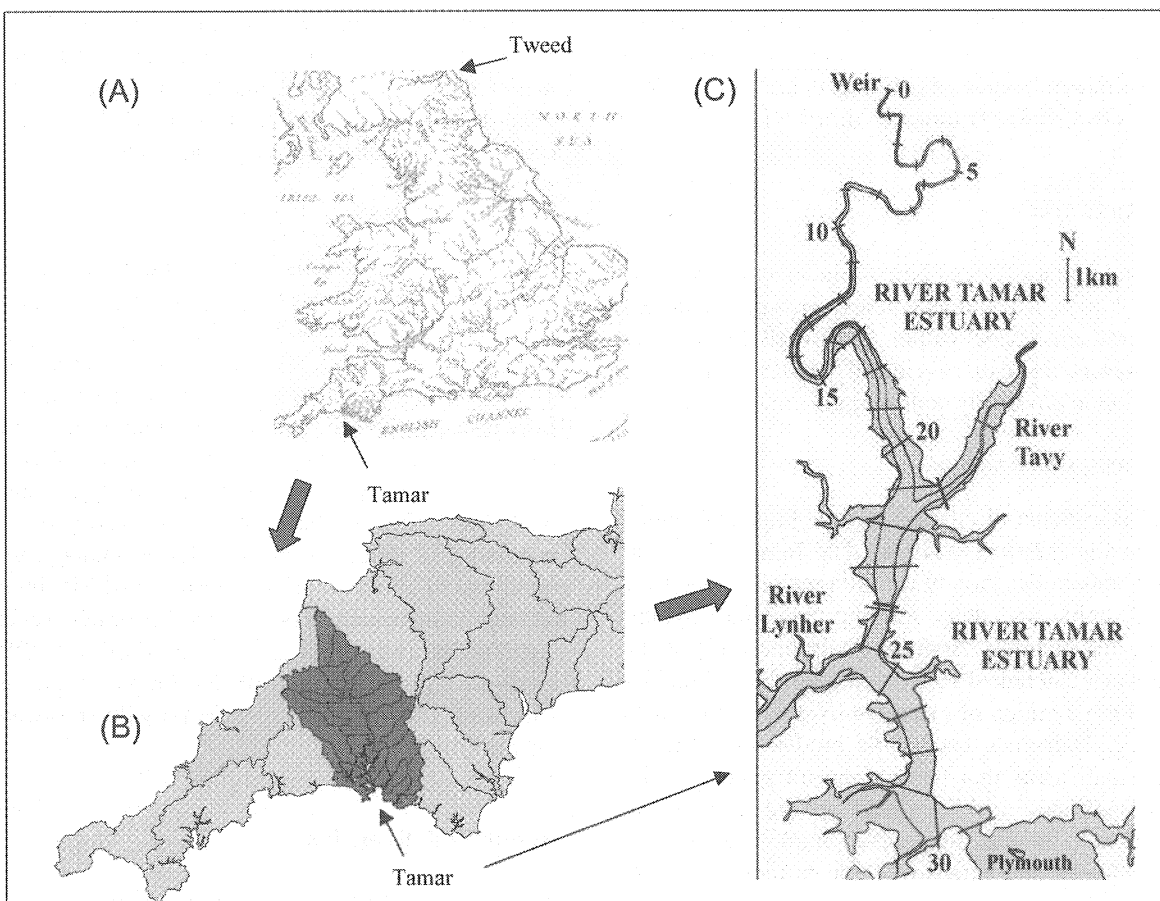 Tweed
(A)
NORTH
SEA
IRISH SEA
ENGLISH CHANNEL
Tamar
(B)
Tamar
(C)
Weir
0
5
10
N
1km
RIVER TAMAR
ESTUARY
15
20
River
Tavy
River
Lynher
RIVER TAMAR
ESTUARY
25
30
Plymouth